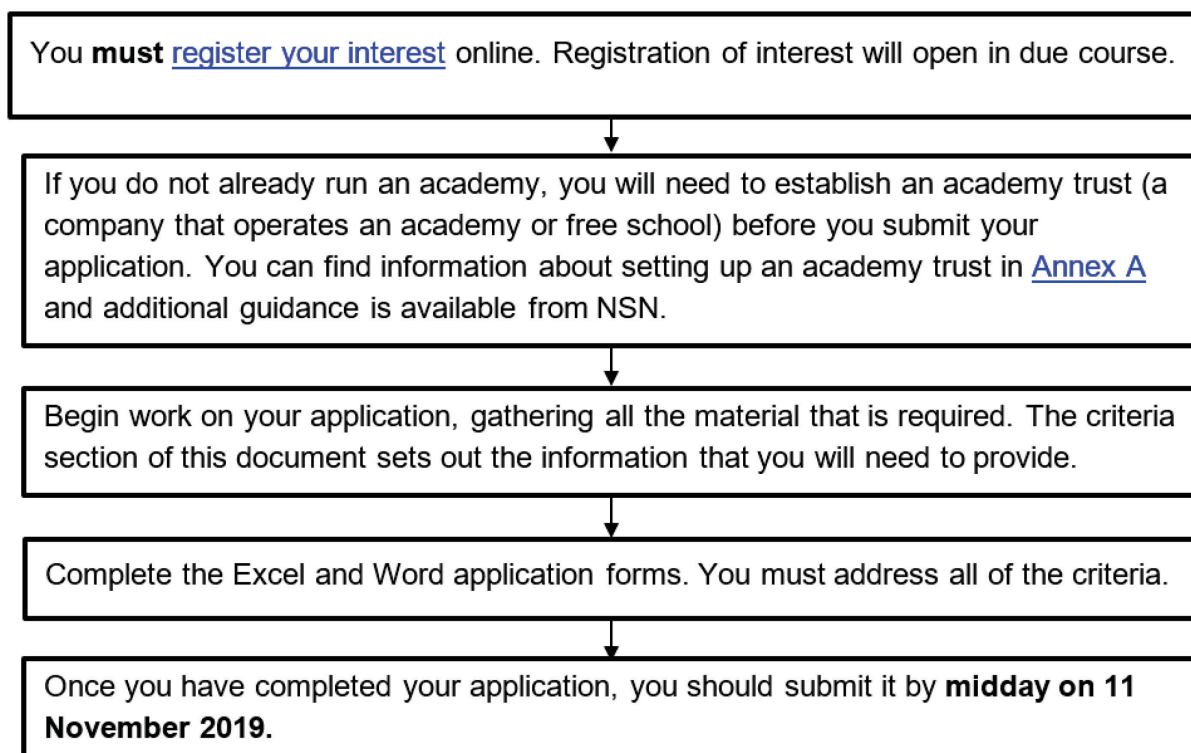 You must register your interest online. Registration of interest will open in due course.
If you do not already run an academy, you will need to establish an academy trust (a
company that operates an academy or free school) before you submit your
application. You can find information about setting up an academy trust in Annex A
and additional guidance is available from NSN.
Begin work on your application, gathering all the material that is required. The criteria
section of this document sets out the information that you will need to provide.
Complete the Excel and Word application forms. You must address all of the criteria.
Once you have completed your application, you should submit it by midday on 11
November 2019.